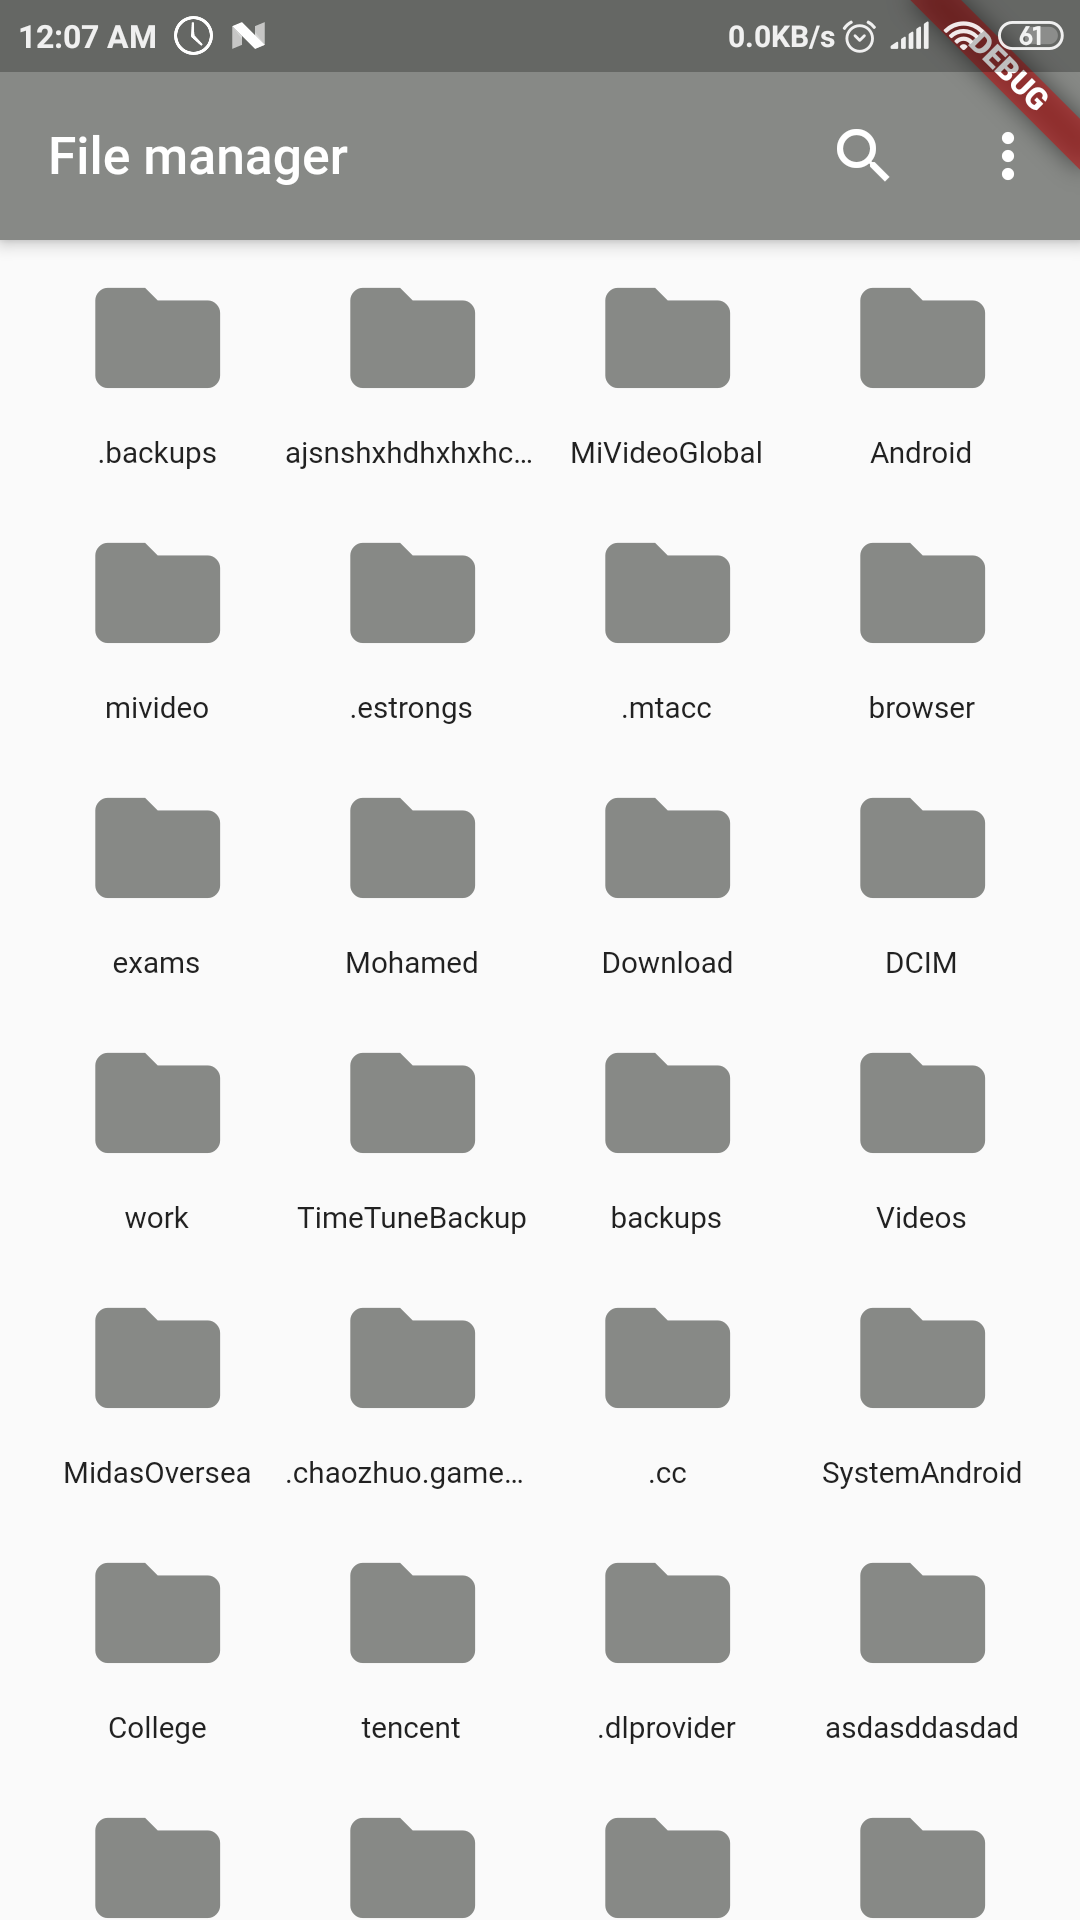 12:07 AM 0.0KB/s 61
DEBUG
File manager
.backups ajsnshxhdhxhxhc... MiVideoGlobal Android
mivideo .estrongs .mtacc browser
exams Mohamed Download DCIM
work TimeTuneBackup backups Videos
MidasOversea .chaozhuo.game... .cc SystemAndroid
College tencent .dlprovider asdasddasdad